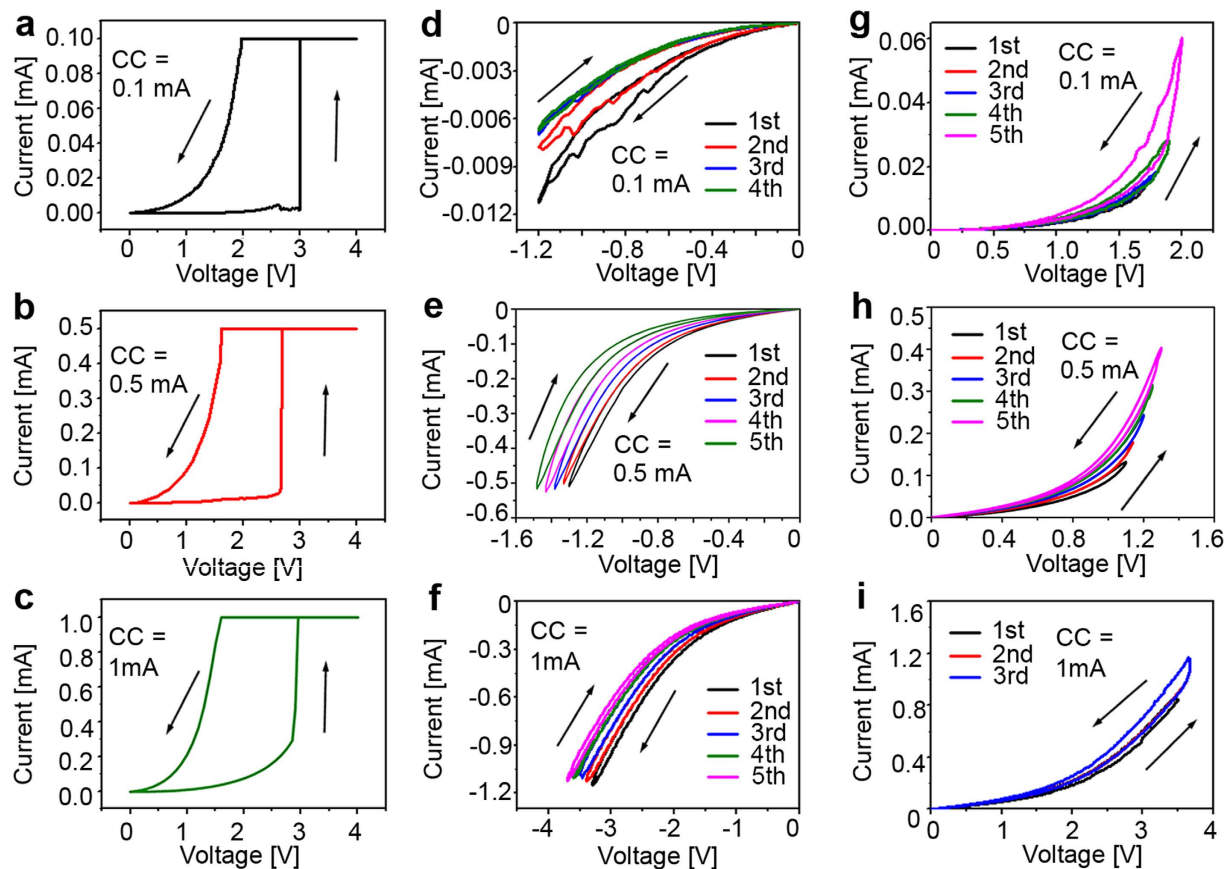 a
CC =
0.1 mA
0.10
0.08
0.06
0.04
0.02
0.00
Current [mA]
0 1 2 3 4
Voltage [V]
d
0
-0.003
-0.006
-0.009
-0.012
Current [mA]
1st
2nd
3rd
4th
CC =
0.1 mA
-1.2 -0.8 -0.4 0
Voltage [V]
g
0.06
0.04
0.02
0.00
Current [mA]
1st
2nd
3rd
4th
5th
CC =
0.1 mA
0 0.5 1.0 1.5 2.0
Voltage [V]
b
CC =
0.5 mA
0.5
0.4
0.3
0.2
0.1
0.0
Current [mA]
0 1 2 3 4
Voltage [V]
e
0
-0.1
-0.2
-0.3
-0.4
-0.5
-0.6
Current [mA]
1st
2nd
3rd
4th
5th
CC =
0.5 mA
-1.6 -1.2 -0.8 -0.4 0
Voltage [V]
h
0.5
0.4
0.3
0.2
0.1
0.0
Current [mA]
1st
2nd
3rd
4th
5th
CC =
0.5 mA
0 0.4 0.8 1.2 1.6
Voltage [V]
c
CC =
1mA
1.0
0.8
0.6
0.4
0.2
0.0
Current [mA]
0 1 2 3 4
Voltage [V]
f
CC =
1mA
0
-0.3
-0.6
-0.9
-1.2
Current [mA]
1st
2nd
3rd
4th
5th
-4 -3 -2 -1 0
Voltage [V]
i
1.6
1.2
0.8
0.4
0
Current [mA]
1st
2nd
3rd
CC =
1mA
0 1 2 3 4
Voltage [V]